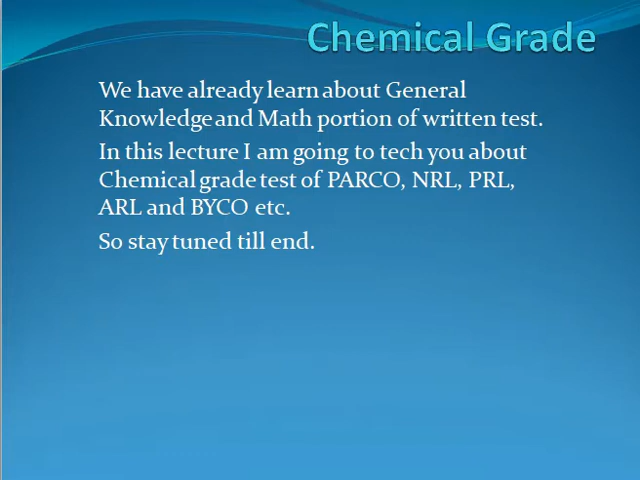 Chemical Grade
We have already learn about General
Knowledge and Math portion of written test.
In this lecture I am going to tech you about
Chemical grade test of PARCO, NRL, PRL,
ARL and BYCO etc.
So stay tuned till end.